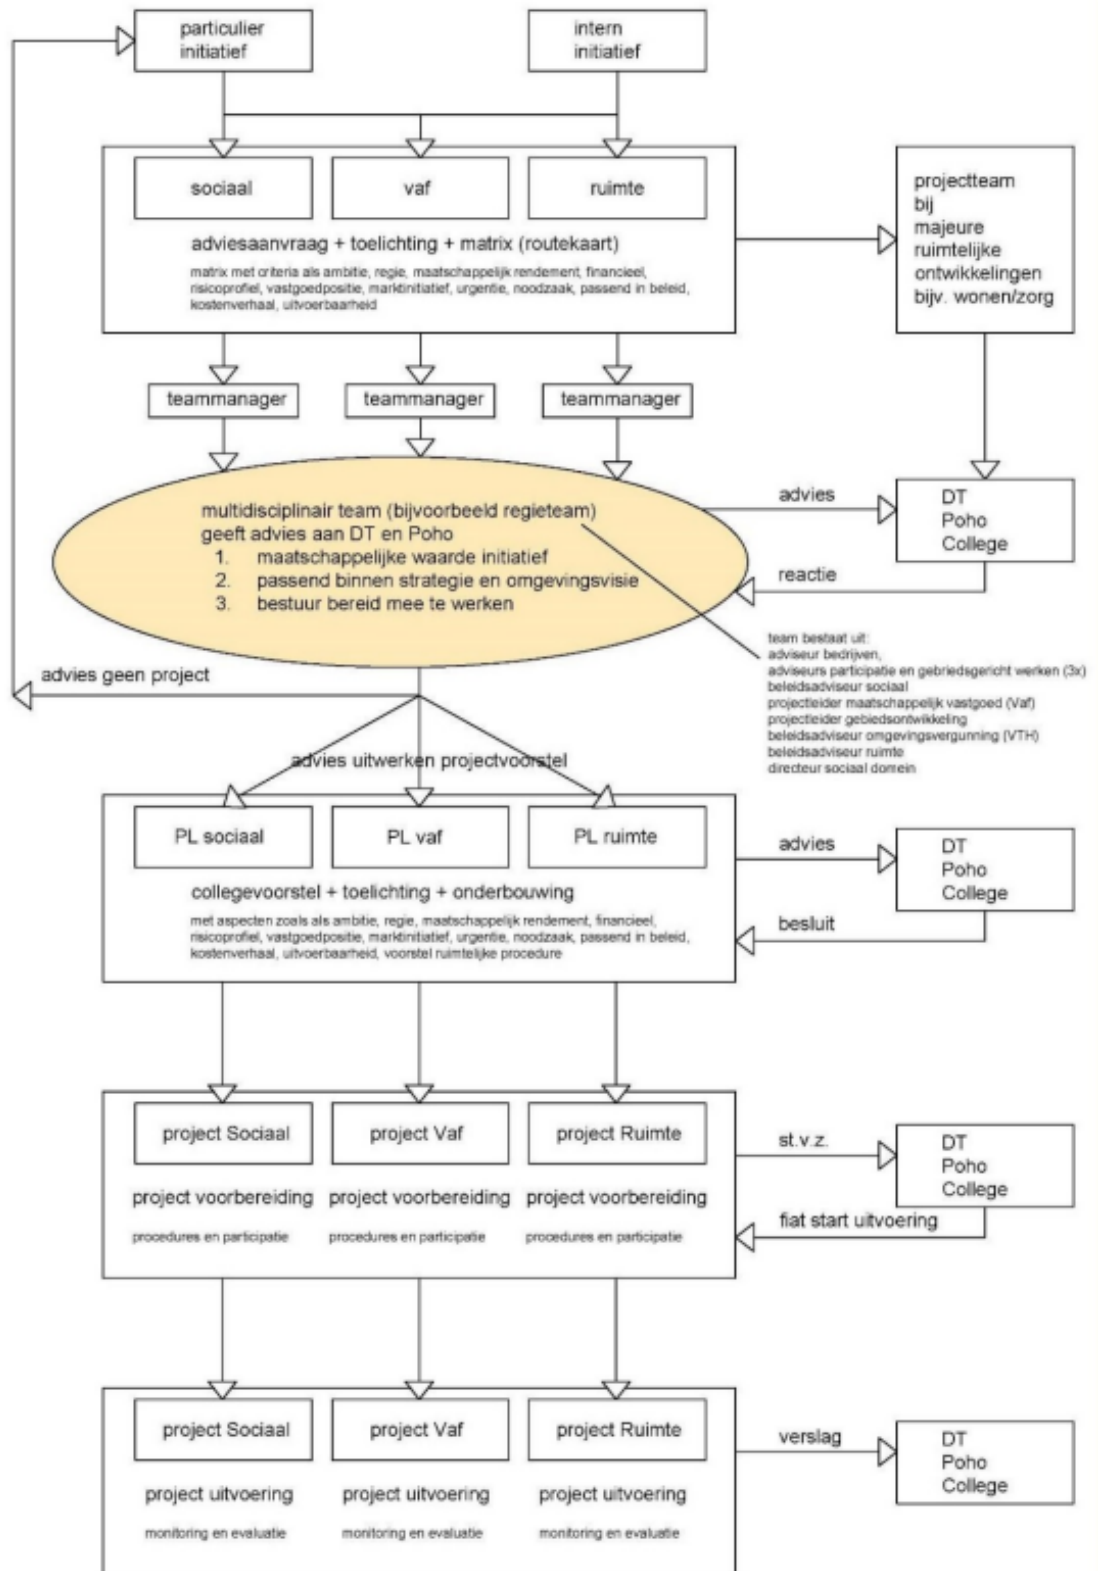 particulier
initiatief
intern
initiatief
sociaal
vaf
ruimte
adviesaanvraag + toelichting + matrix (routekaart)
matrix met criteria als ambitie, regie, maatschappelijk rendement, financieel,
risicoprofiel, vastgoedpositie, marktinitiatief, urgentie, noodzaak, passend in beleid,
kostenverhaal, uitvoerbaarheid
projectteam
bij
majeure
ruimtelijke
ontwikkelingen
bijv. wonen/zorg
teammanager
teammanager
teammanager
multidisciplinair team (bijvoorbeeld regieteam)
geeft advies aan DT en Poho
1. maatschappelijke waarde initiatief
2. passend binnen strategie en omgevingsvisie
3. bestuur bereid mee te werken
advies
DT
Poho
College
reactie
team bestaat uit:
adviseur bedrijven,
adviseurs participatie en gebriedsgericht werken (3x)
beleidsadviseur sociaal
projectleider maatschappelijk vastgoed (Vaf)
projectleider gebiedsontwikkeling
beleidsadviseur omgevingsvergunning (VTH)
beleidsadviseur ruimte
directeur sociaal domein
advies geen project
advies uitwerken projectvoorstel
PL sociaal
PL vaf
PL ruimte
collegevoorstel + toelichting + onderbouwing
met aspecten zoals als ambitie, regie, maatschappelijk rendement, financieel,
risicoprofiel, vastgoedpositie, marktinitiatief, urgentie, noodzaak, passend in beleid,
kostenverhaal, uitvoerbaarheid, voorstel ruimtelijke procedure
advies
DT
Poho
College
besluit
project Sociaal
project Vaf
project Ruimte
project voorbereiding
project voorbereiding
project voorbereiding
procedures en participatie
procedures en participatie
procedures en participatie
st.v.z.
DT
Poho
College
fiat start uitvoering
project Sociaal
project Vaf
project Ruimte
project uitvoering
project uitvoering
project uitvoering
monitoring en evaluatie
monitoring en evaluatie
monitoring en evaluatie
verslag
DT
Poho
College